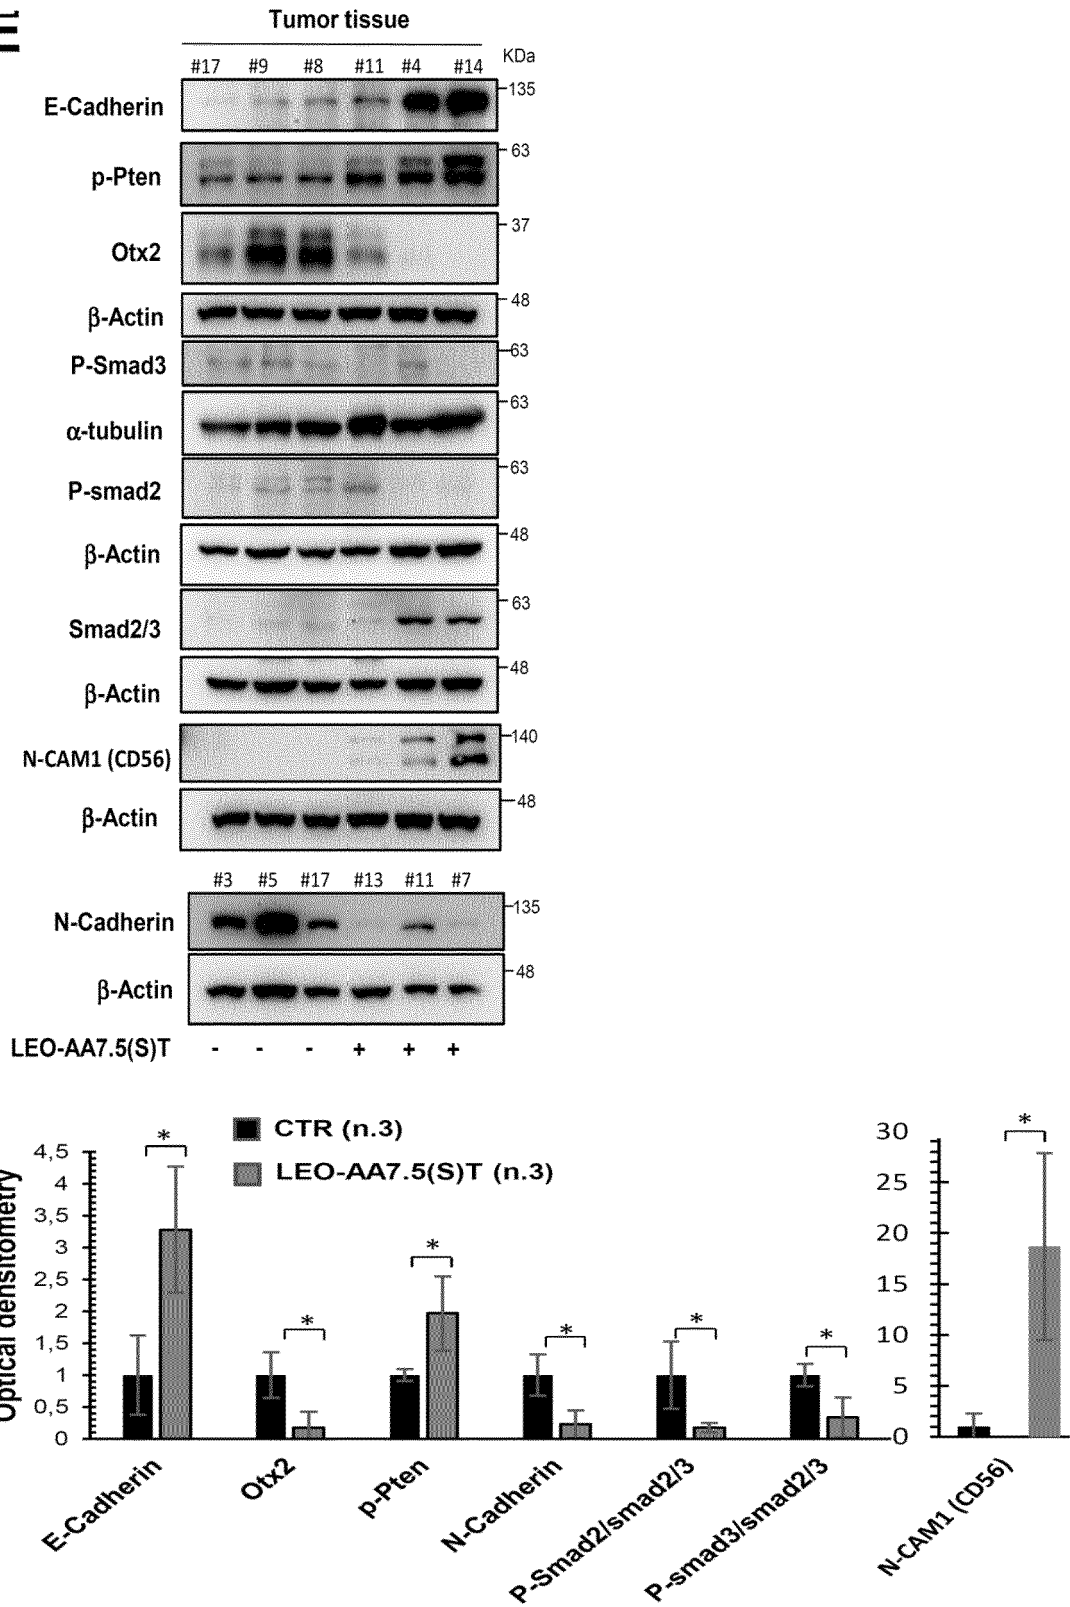 E
Tumor tissue
#17 #9 #8 #11 #4 #14 KDa
E-Cadherin 135
p-Pten 63
Otx2 37
β-Actin 48
P-Smad3 63
α-tubulin 63
P-smad2 63
β-Actin 48
Smad2/3 63
β-Actin 48
N-CAM1 (CD56) 140
β-Actin 48
#3 #5 #17 #13 #11 #7
N-Cadherin 135
β-Actin 48
LEO-AA7.5(S)T - - - + + +
CTR (n.3)
LEO-AA7.5(S)T (n.3)
Optical densitometry
4,5
4
3,5
3
2,5
2
1,5
1
0,5
0
* * * * * *
E-Cadherin
Otx2
p-Pten
N-Cadherin
P-Smad2/smad2/3
P-smad3/smad2/3
30
25
20
15
10
5
0
*
N-CAM1 (CD56)